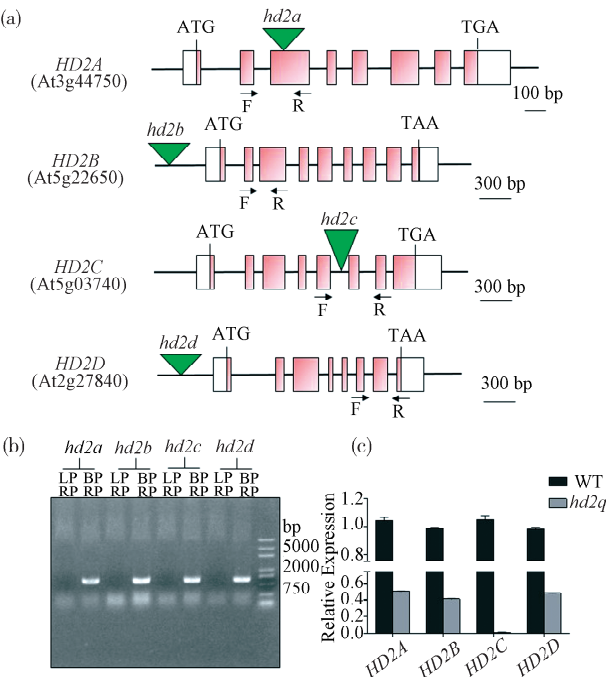 (a)
hd2a
ATG
TGA
HD2A
(At3g44750)
F
R
100 bp
hd2b
ATG
TAA
HD2B
(At5g22650)
F
R
300 bp
hd2c
ATG
TGA
HD2C
(At5g03740)
F
R
300 bp
hd2d
ATG
TAA
HD2D
(At2g27840)
F
R
300 bp
(b)
hd2a hd2b hd2c hd2d
LP BP LP BP LP BP LP BP
RP RP RP RP RP RP RP RP
bp
5000
2000
750
(c)
WT
hd2q
Relative Expression
1.2
1.0
0.8
0.6
0.4
0.2
0.0
HD2A HD2B HD2C HD2D